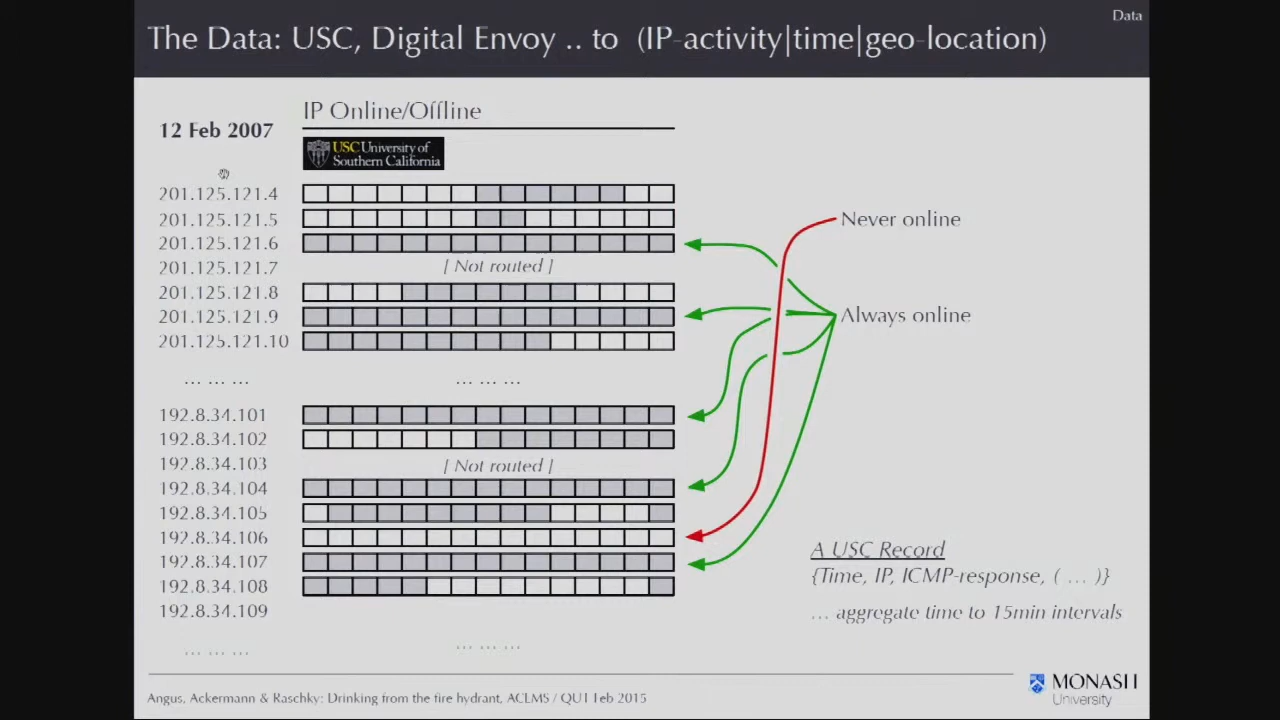 Data
The Data: USC, Digital Envoy .. to (IP-activity|time|geo-location)
IP Online/Offline
12 Feb 2007
USC University of
Southern California
201.125.121.4
201.125.121.5
Never online
201.125.121.6
201.125.121.7
[ Not routed ]
201.125.121.8
201.125.121.9
Always online
201.125.121.10
... ... ...
... ... ...
192.8.34.101
192.8.34.102
192.8.34.103
[ Not routed ]
192.8.34.104
192.8.34.105
192.8.34.106
192.8.34.107
192.8.34.108
192.8.34.109
A USC Record
{Time, IP, ICMP-response, ( ... )}
... aggregate time to 15min intervals
... ... ...
... ... ...
Angus, Ackermann & Raschky: Drinking from the fire hydrant, ACEMS / QUT Feb 2015
MONASH
University